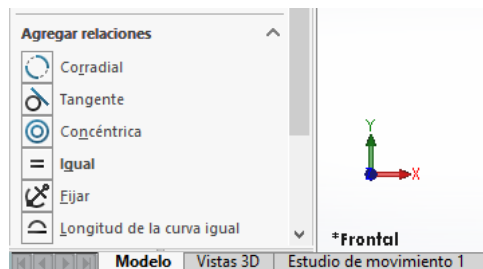 Agregar relaciones
Corradial
Tangente
Concéntrica
Igual
Fijar
Longitud de la curva igual
Y
X
*Frontal
Modelo
Vistas 3D
Estudio de movimiento 1